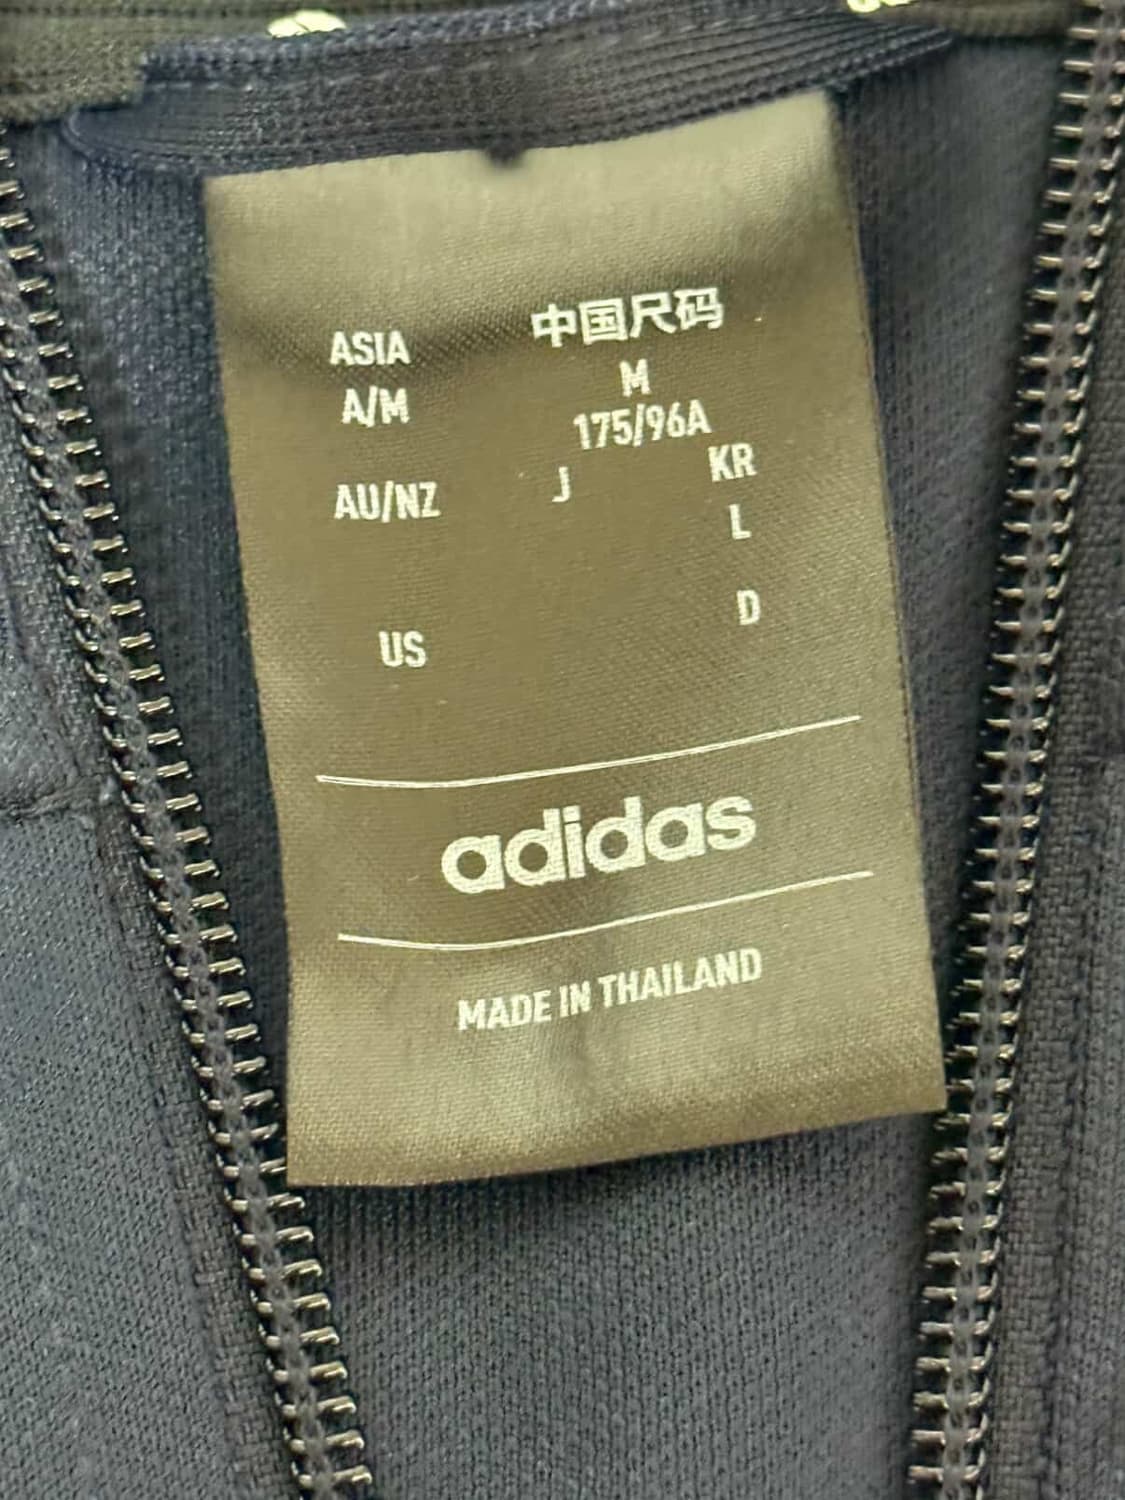 ASIA
A/M
中国尺码
M
175/96A
AU/NZ
J
KR
L
US
D
adidas
MADE IN THAILAND